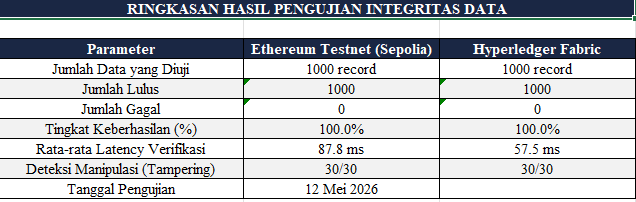 RINGKASAN HASIL PENGUJIAN INTEGRITAS DATA
Parameter Ethereum Testnet (Sepolia) Hyperledger Fabric
Jumlah Data yang Diuji 1000 record 1000 record
Jumlah Lulus 1000 1000
Jumlah Gagal 0 0
Tingkat Keberhasilan (%) 100.0% 100.0%
Rata-rata Latency Verifikasi 87.8 ms 57.5 ms
Deteksi Manipulasi (Tampering) 30/30 30/30
Tanggal Pengujian 12 Mei 2026